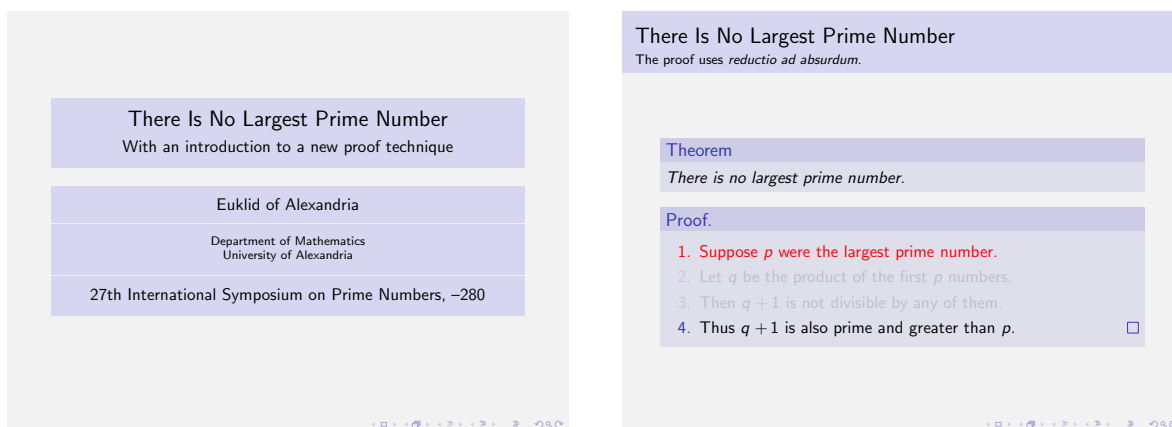 There Is No Largest Prime Number
With an introduction to a new proof technique
Euklid of Alexandria
Department of Mathematics
University of Alexandria
27th International Symposium on Prime Numbers, –280
There Is No Largest Prime Number
The proof uses reductio ad absurdum.
Theorem
There is no largest prime number.
Proof.
1. Suppose p were the largest prime number.
2. Let q be the product of the first p numbers.
3. Then q + 1 is not divisible by any of them.
4. Thus q + 1 is also prime and greater than p.